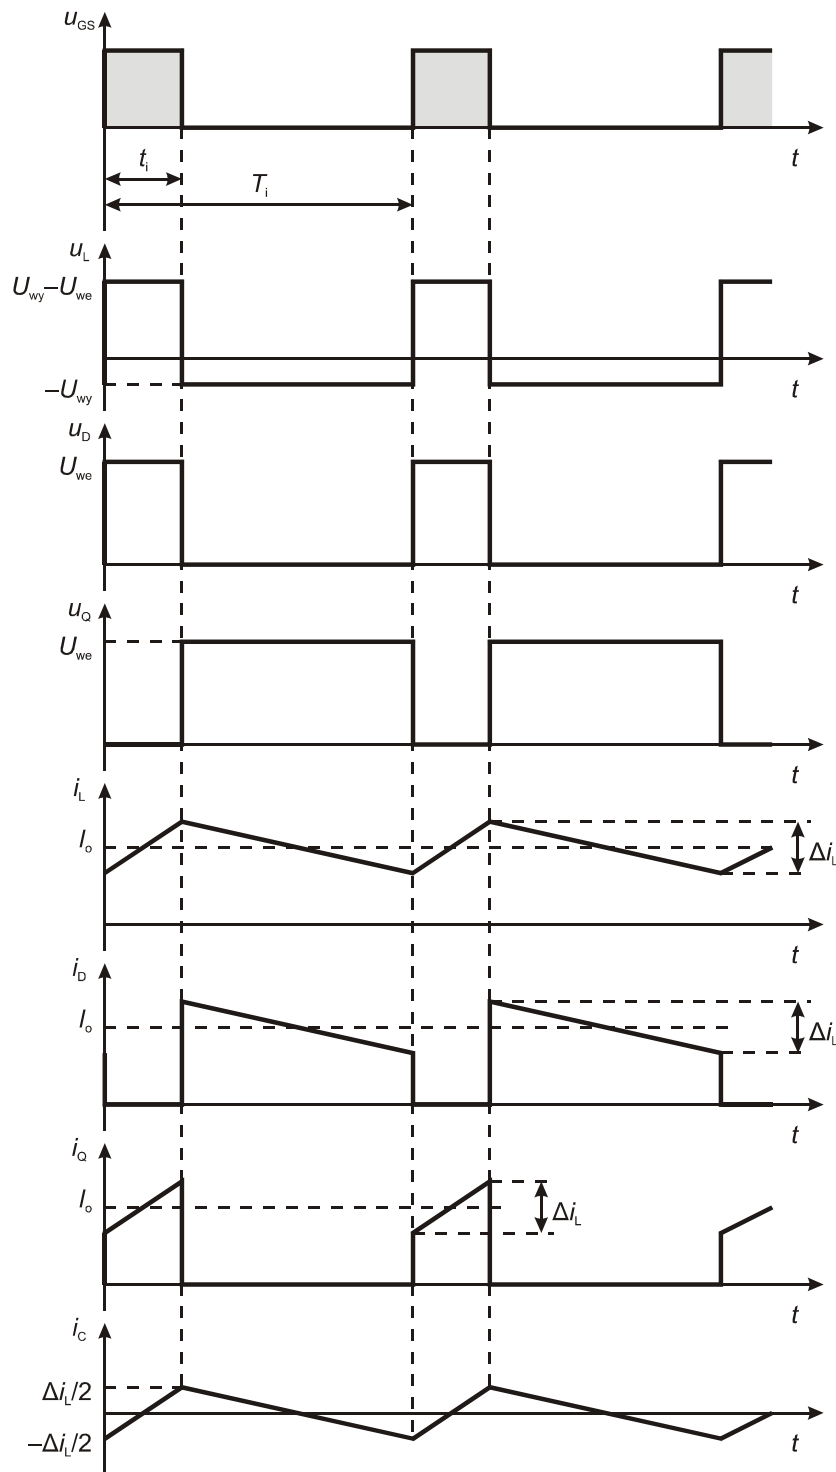 u_GS
t
t_i
T_i
u_L
U_wy–U_we
–U_wy
t
u_D
U_we
t
u_Q
U_we
t
i_L
I_o
Δi_L
t
i_D
I_o
Δi_L
t
i_Q
I_o
Δi_L
t
i_C
Δi_L/2
–Δi_L/2
t